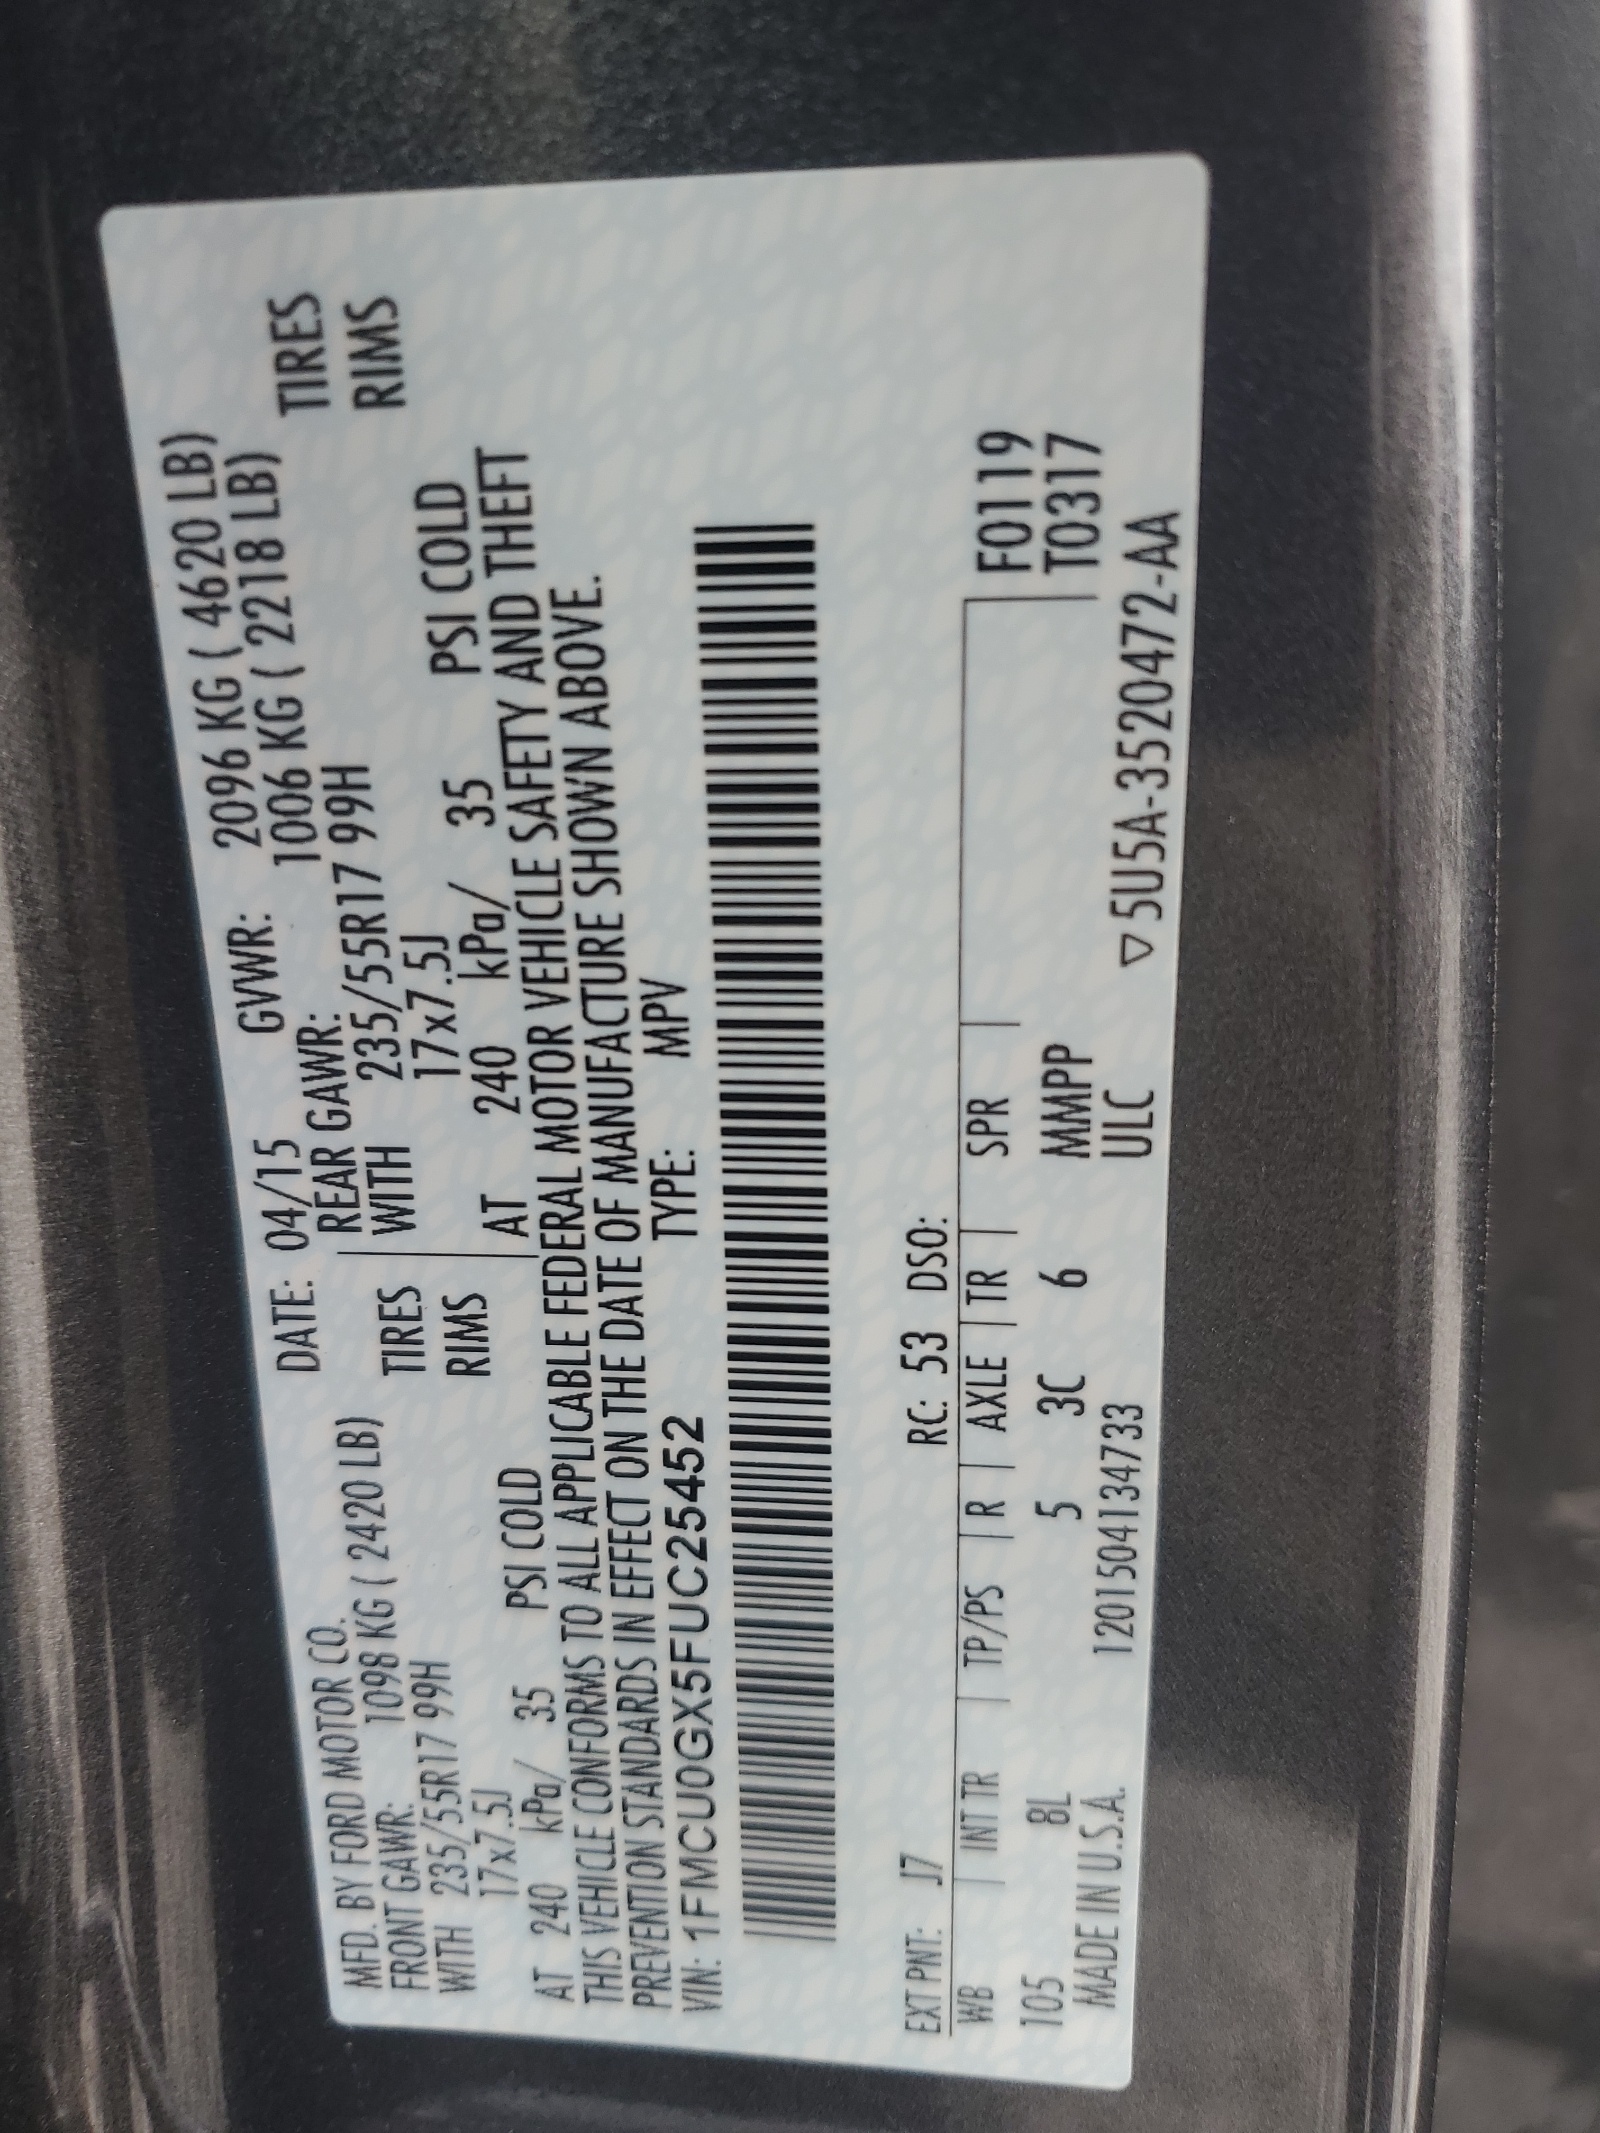 MFD. BY FORD MOTOR CO. DATE: 04/15 GVWR: 2096 KG ( 4620 LB)
FRONT GAWR: 1098 KG ( 2420 LB) REAR GAWR: 1006 KG ( 2218 LB)
WITH 235/55R17 99H TIRES WITH 235/55R17 99H TIRES
17x7.5J RIMS 17x7.5J RIMS
AT 240 kPa/ 35 PSI COLD AT 240 kPa/ 35 PSI COLD
THIS VEHICLE CONFORMS TO ALL APPLICABLE FEDERAL MOTOR VEHICLE SAFETY AND THEFT
PREVENTION STANDARDS IN EFFECT ON THE DATE OF MANUFACTURE SHOWN ABOVE.
VIN: 1FMCU0GX5FUC25452 TYPE: MPV
EXT PNT: J7 RC: 53 DSO:
WB | INT TR | TP/PS | R | AXLE | TR | SPR | F0119
105 8L 5 3C 6 MMPP T0317
MADE IN U.S.A. 120150413 4733 ULC ▽5U5A-3520472-AA